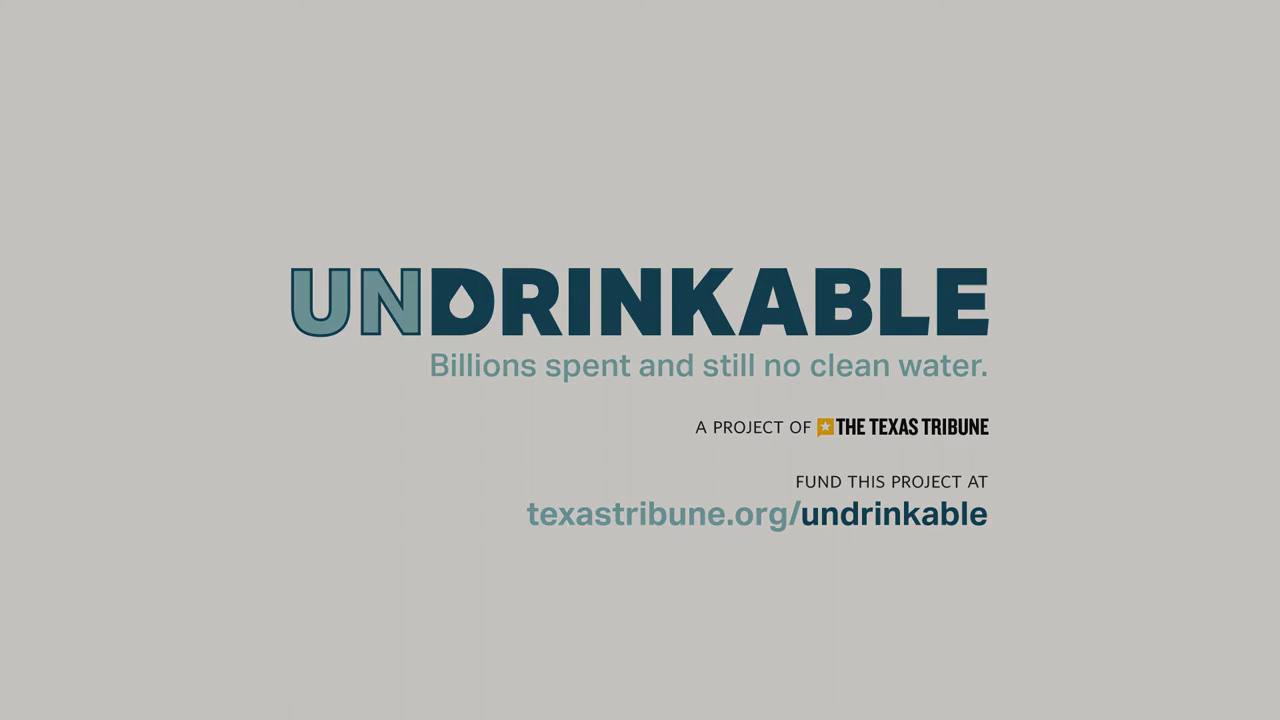 UNDRINKABLE
Billions spent and still no clean water.
A PROJECT OF THE TEXAS TRIBUNE
FUND THIS PROJECT AT
texastribune.org/undrinkable